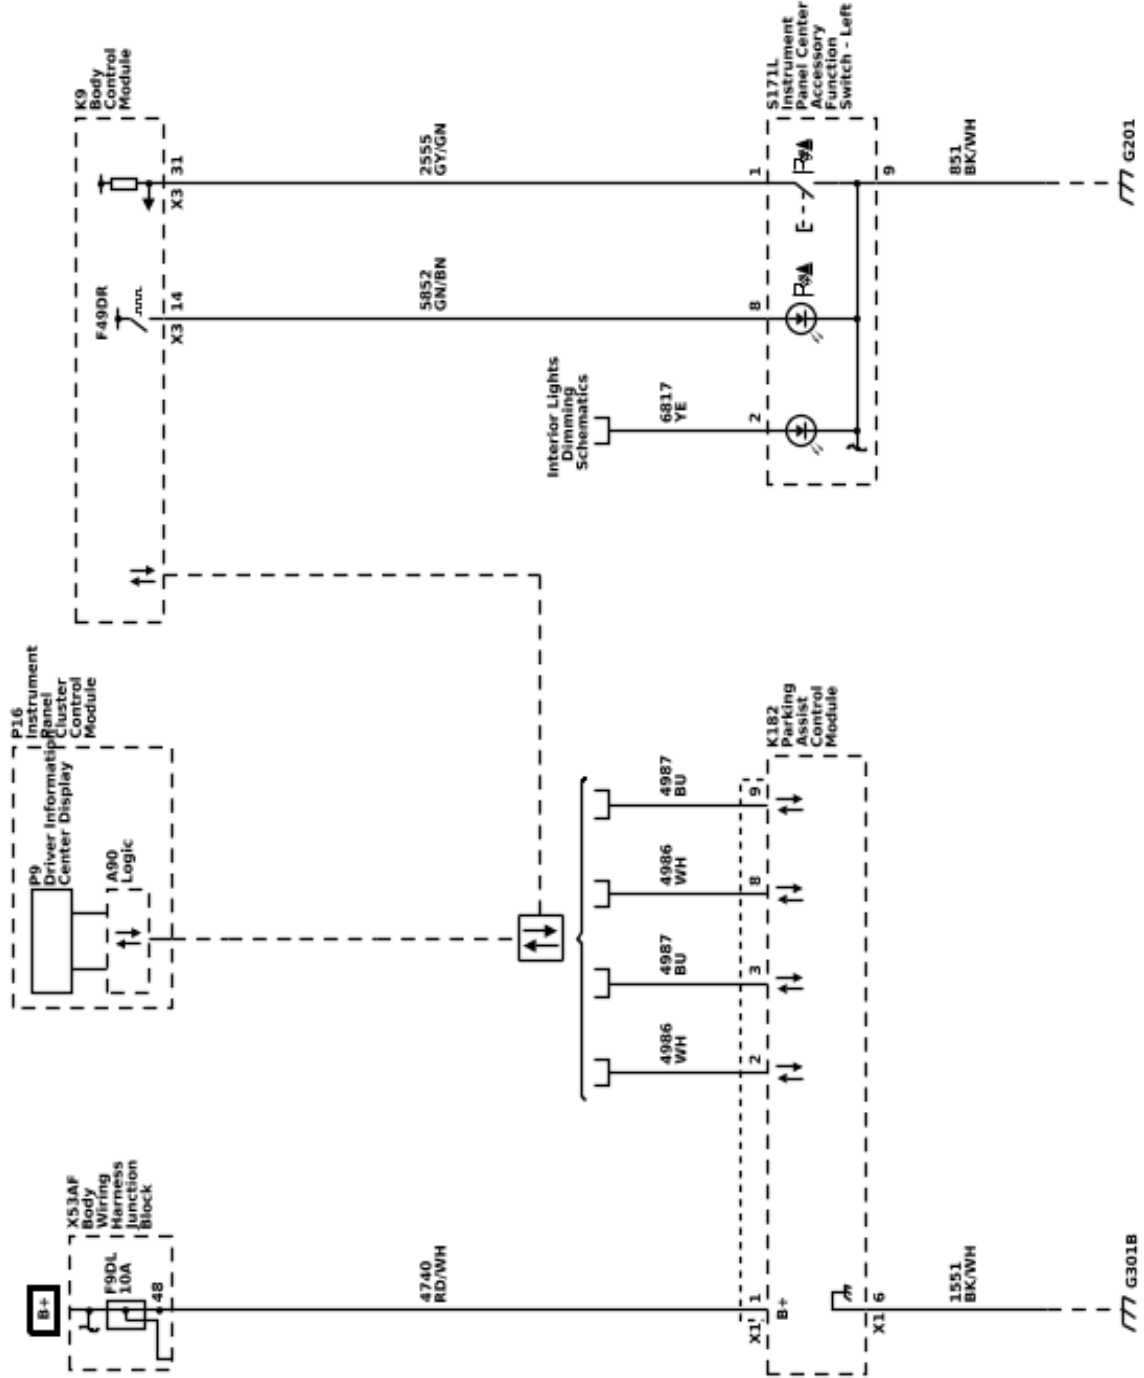 B+
X53AF
Body
Wiring
Harness
Junction
Block
F9DL
10A
48
4740
RD/WH
X1
1
B+
X1
6
1551
BK/WH
G301B
P16
Instrument
Panel
Cluster
Control
Module
P9
Driver Information
Center Display
A90
Logic
4986
WH
2
4987
BU
3
4986
WH
8
4987
BU
9
K182
Parking
Assist
Control
Module
K9
Body
Control
Module
F49DR
X3
14
X3
31
5852
GN/BN
2555
GY/GN
Interior Lights
Dimming
Schematics
6817
YE
2
8
1
S171L
Instrument
Panel Center
Accessory
Function
Switch - Left
9
851
BK/WH
G201